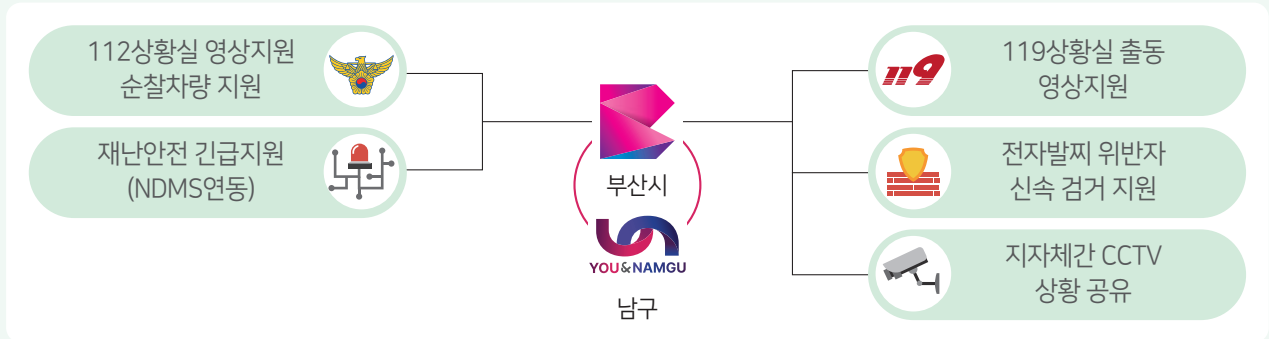 112상황실 영상지원
순찰차량 지원
재난안전 긴급지원
(NDMS연동)
부산시
YOU&NAMGU
남구
119
119상황실 출동
영상지원
전자발찌 위반자
신속 검거 지원
지자체간 CCTV
상황 공유